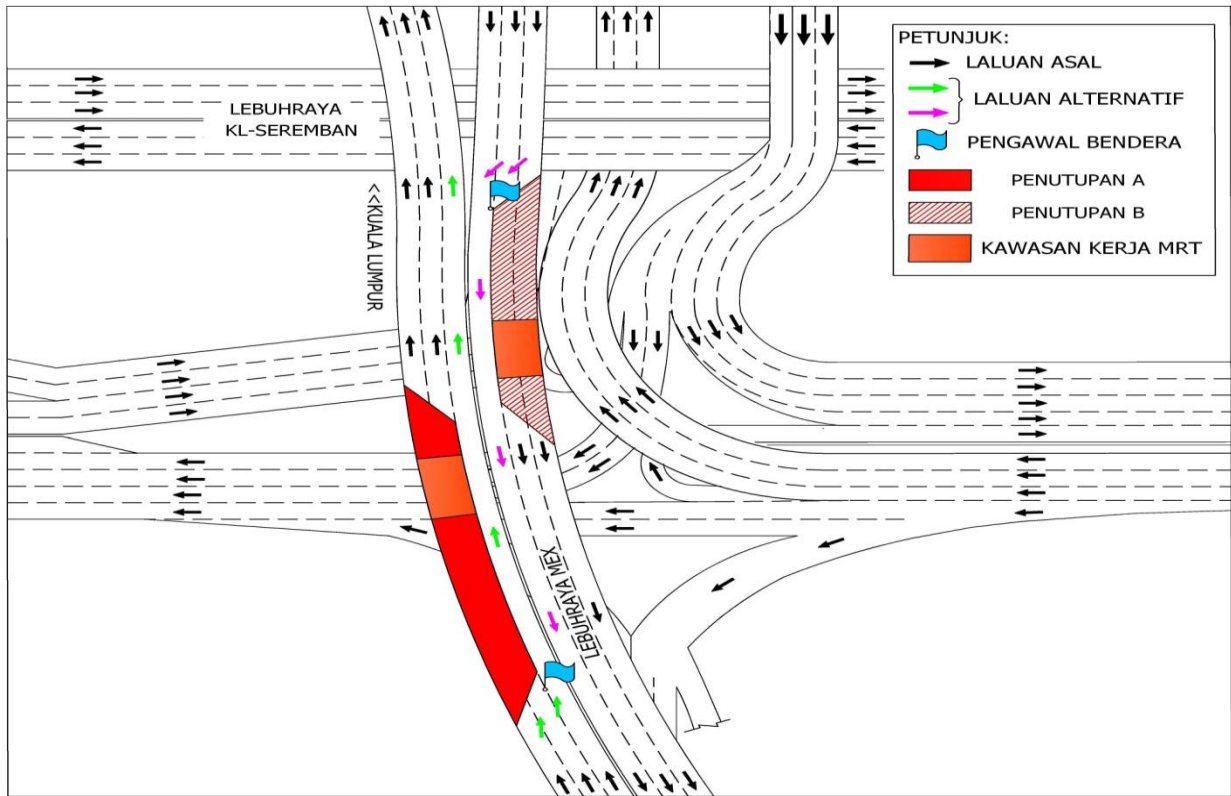 PETUNJUK:
LALUAN ASAL
LALUAN ALTERNATIF
PENGAWAL BENDERA
PENUTUPAN A
PENUTUPAN B
KAWASAN KERJA MRT
LEBUHRAYA
KL-SEREMBAN
<<KUALA LUMPUR
LEBUHRAYA MEX